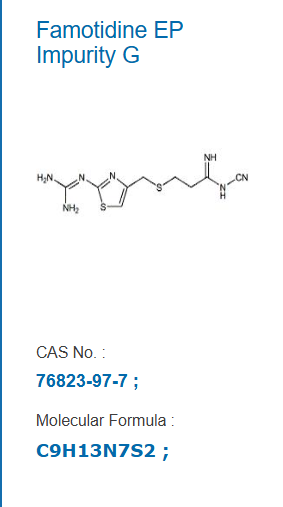 Famotidine EP
Impurity G
NH
H₂N
N
N
CN
S
N
H
NH₂
S
CAS No. :
76823-97-7 ;
Molecular Formula :
C9H13N7S2 ;